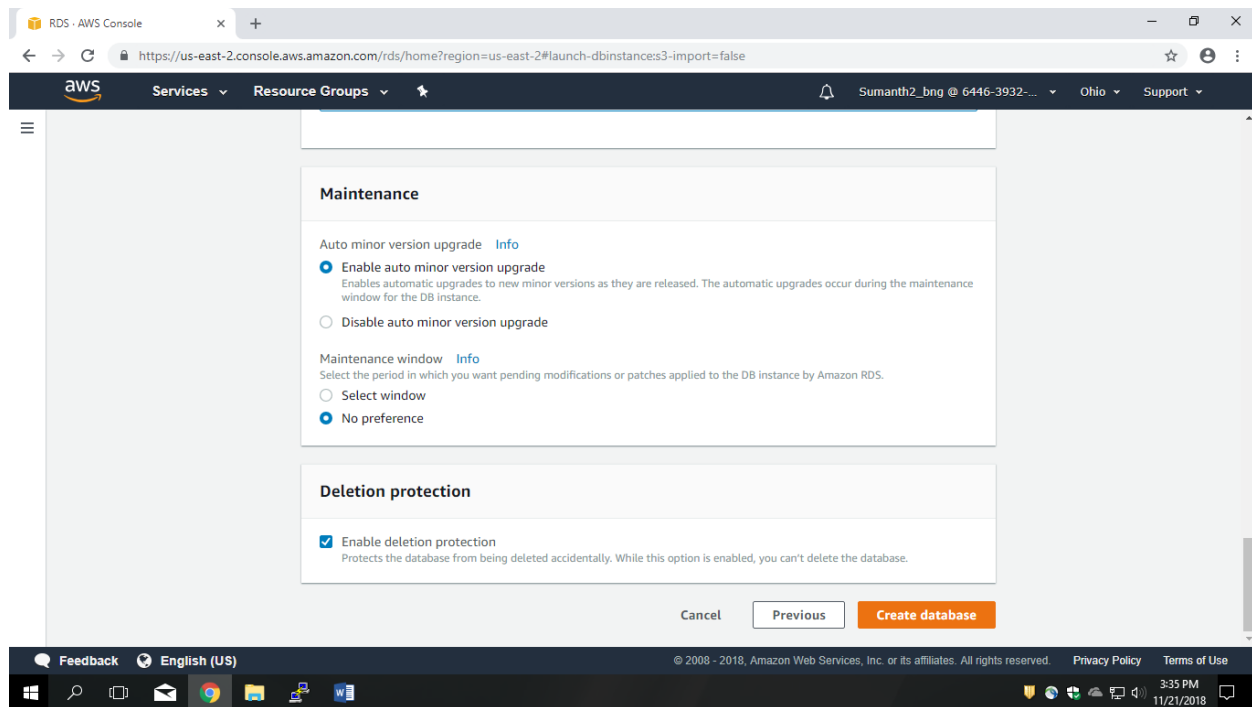 RDS · AWS Console
https://us-east-2.console.aws.amazon.com/rds/home?region=us-east-2#launch-dbinstance:s3-import=false
aws
Services
Resource Groups
Sumanth2_bng @ 6446-3932-...
Ohio
Support
Maintenance
Auto minor version upgrade Info
Enable auto minor version upgrade
Enables automatic upgrades to new minor versions as they are released. The automatic upgrades occur during the maintenance
window for the DB instance.
Disable auto minor version upgrade
Maintenance window Info
Select the period in which you want pending modifications or patches applied to the DB instance by Amazon RDS.
Select window
No preference
Deletion protection
Enable deletion protection
Protects the database from being deleted accidentally. While this option is enabled, you can't delete the database.
Cancel
Previous
Create database
Feedback
English (US)
© 2008 - 2018, Amazon Web Services, Inc. or its affiliates. All rights reserved.
Privacy Policy
Terms of Use
3:35 PM
11/21/2018